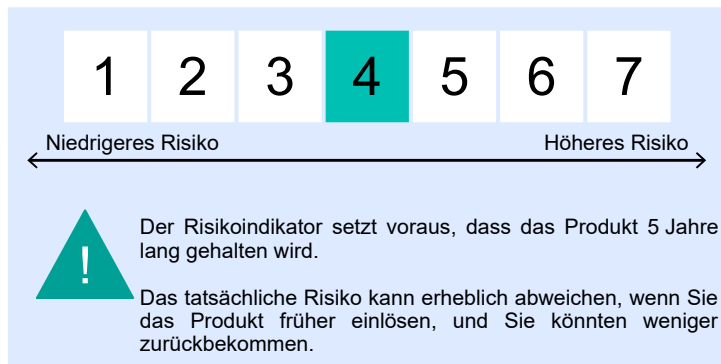 1 2 3 4 5 6 7
Niedrigeres Risiko Höheres Risiko
!
Der Risikoindikator setzt voraus, dass das Produkt 5 Jahre
lang gehalten wird.
Das tatsächliche Risiko kann erheblich abweichen, wenn Sie
das Produkt früher einlösen, und Sie könnten weniger
zurückbekommen.